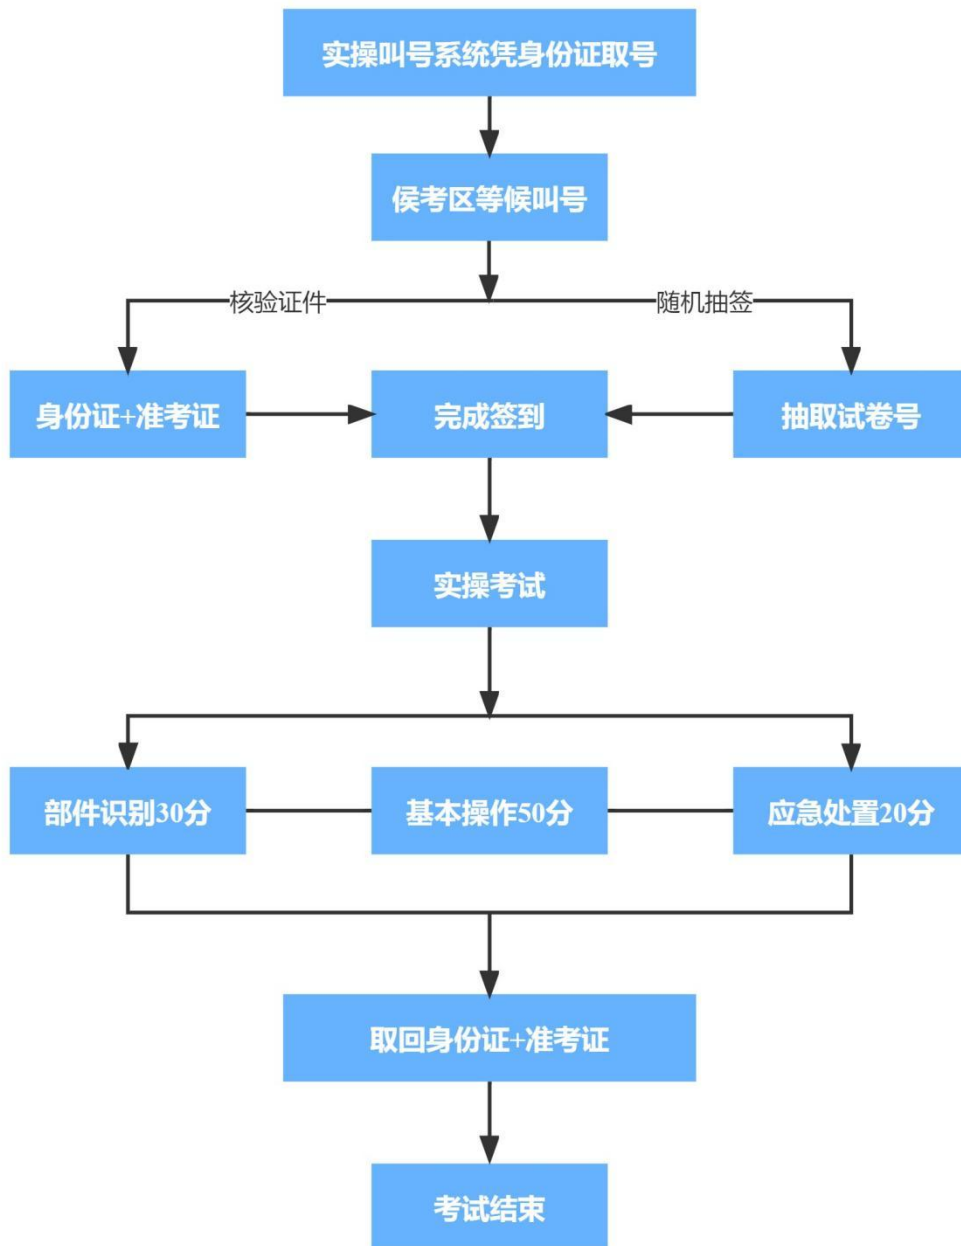 实操叫号系统凭身份证取号
侯考区等候叫号
核验证件
随机抽签
身份证+准考证
完成签到
抽取试卷号
实操考试
部件识别30分
基本操作50分
应急处置20分
取回身份证+准考证
考试结束